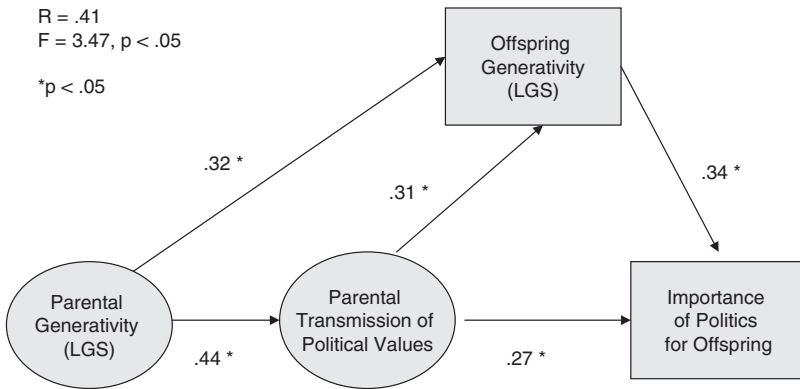 R = .41
F = 3.47, p < .05
*p < .05
Offspring
Generativity
(LGS)
.32 *
.31 *
.34 *
Parental
Generativity
(LGS)
Parental
Transmission of
Political Values
Importance
of Politics
for Offspring
.44 *
.27 *